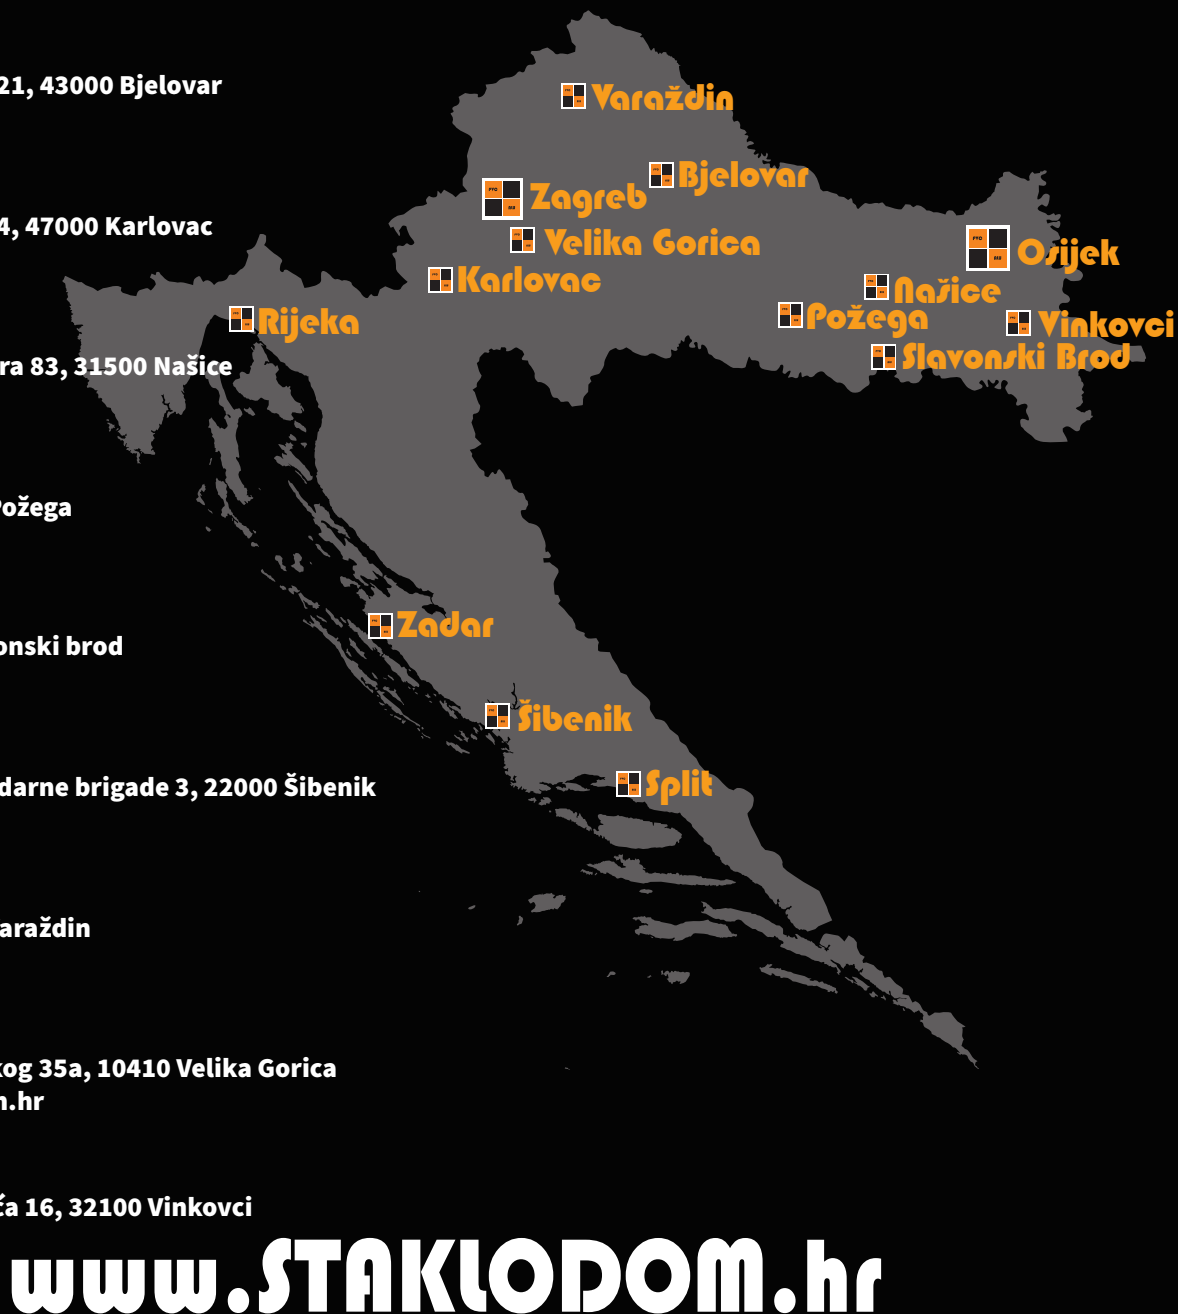 21, 43000 Bjelovar
4, 47000 Karlovac
ra 83, 31500 Našice
Požega
onski brod
darne brigade 3, 22000 Šibenik
araždin
kog 35a, 10410 Velika Gorica
n.hr
ća 16, 32100 Vinkovci
Varaždin
Bjelovar
Zagreb
Velika Gorica
Karlovac
Rijeka
Osijek
Našice
Požega
Vinkovci
Slavonski Brod
Zadar
Šibenik
Split
www.STAKLODOM.hr